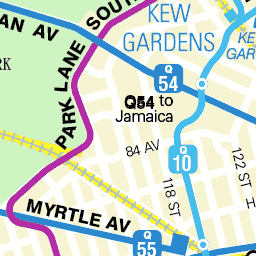 KEW
GARDENS
AN AV
PARK LANE SOUTH
RK
54
Q54 to
Jamaica
84 AV
10
118 ST
122 ST
MYRTLE AV
55